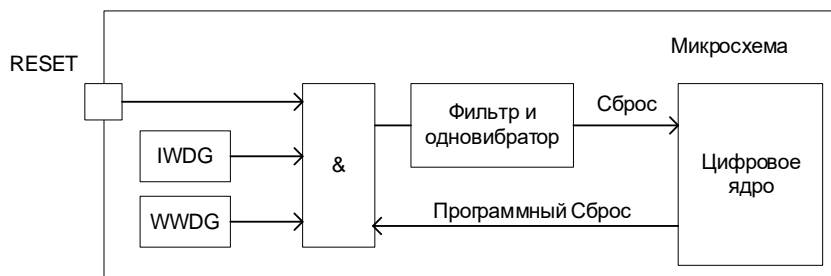 Микросхема
RESET
Фильтр и
одновибратор
Сброс
IWDG
&
Цифровое
ядро
WWDG
Программный Сброс